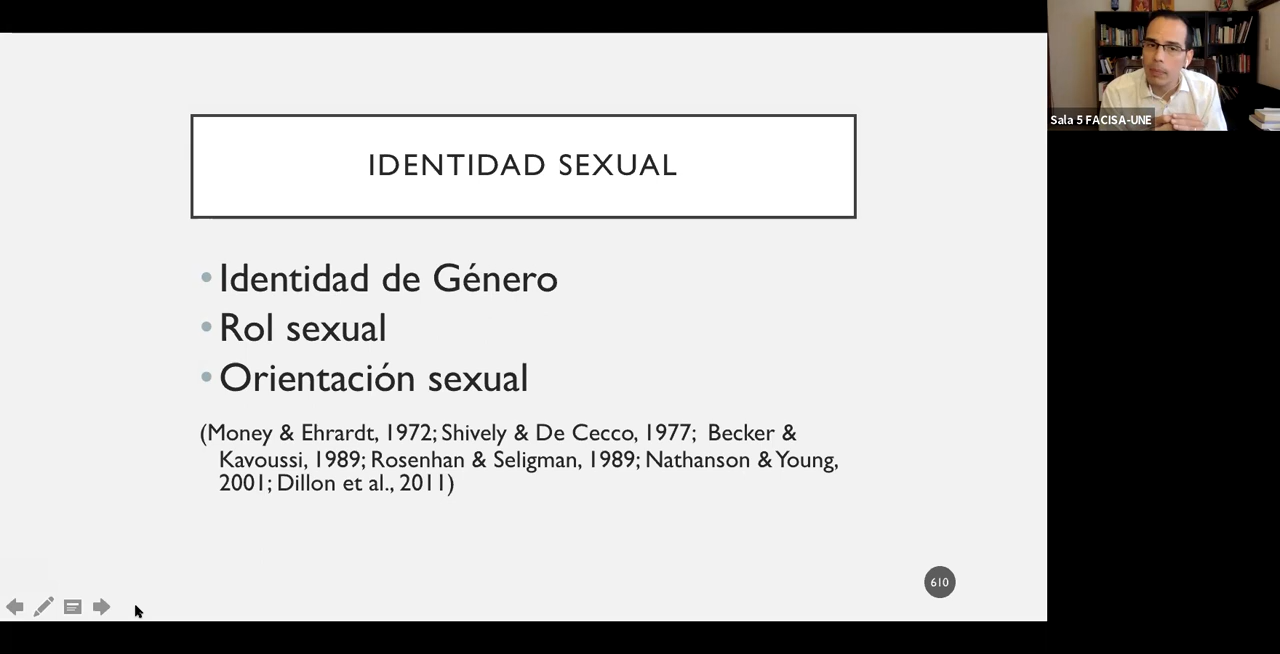 IDENTIDAD SEXUAL
• Identidad de Género
• Rol sexual
• Orientación sexual
(Money & Ehrardt, 1972; Shively & De Cecco, 1977; Becker &
Kavoussi, 1989; Rosenhan & Seligman, 1989; Nathanson & Young,
2001; Dillon et al., 2011)
610
Sala 5 FACISA-UNE